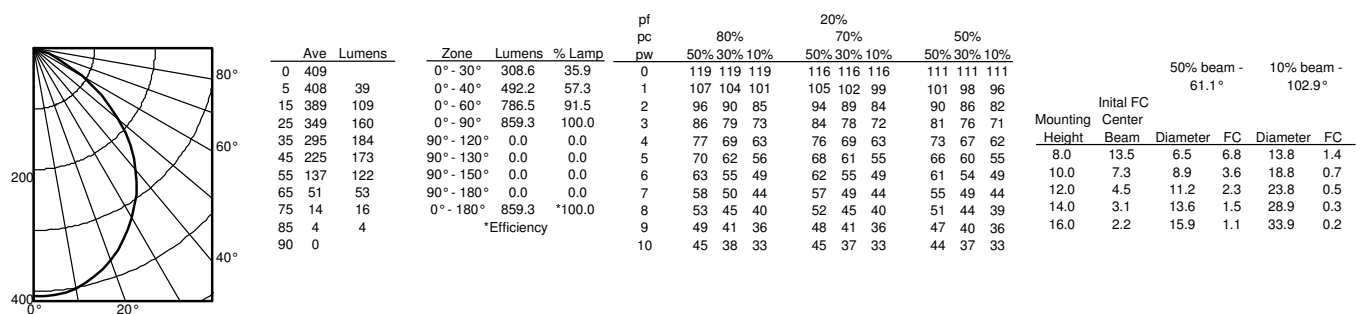 200
400
0° 20°
40°
60°
80°
Ave Lumens
0 409
5 408 39
15 389 109
25 349 160
35 295 184
45 225 173
55 137 122
65 51 53
75 14 16
85 4 4
90 0
Zone Lumens % Lamp
0° - 30° 308.6 35.9
0° - 40° 492.2 57.3
0° - 60° 786.5 91.5
0° - 90° 859.3 100.0
90° - 120° 0.0 0.0
90° - 130° 0.0 0.0
90° - 150° 0.0 0.0
90° - 180° 0.0 0.0
0° - 180° 859.3 *100.0
*Efficiency
pf 20%
pc 80% 70% 50%
pw 50% 30% 10% 50% 30% 10% 50% 30% 10%
0 119 119 119 116 116 116 111 111 111
1 107 104 101 105 102 99 101 98 96
2 96 90 85 94 89 84 90 86 82
3 86 79 73 84 78 72 81 76 71
4 77 69 63 76 69 63 73 67 62
5 70 62 56 68 61 55 66 60 55
6 63 55 49 62 55 49 61 54 49
7 58 50 44 57 49 44 55 49 44
8 53 45 40 52 45 40 51 44 39
9 49 41 36 48 41 36 47 40 36
10 45 38 33 45 37 33 44 37 33
50% beam - 10% beam -
61.1° 102.9°
Inital FC
Mounting Center
Height Beam Diameter FC Diameter FC
8.0 13.5 6.5 6.8 13.8 1.4
10.0 7.3 8.9 3.6 18.8 0.7
12.0 4.5 11.2 2.3 23.8 0.5
14.0 3.1 13.6 1.5 28.9 0.3
16.0 2.2 15.9 1.1 33.9 0.2